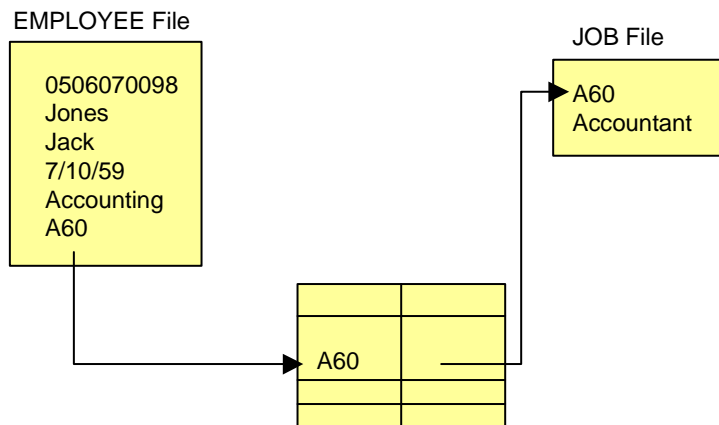 EMPLOYEE File
0506070098
Jones
Jack
7/10/59
Accounting
A60
JOB File
A60
Accountant
A60